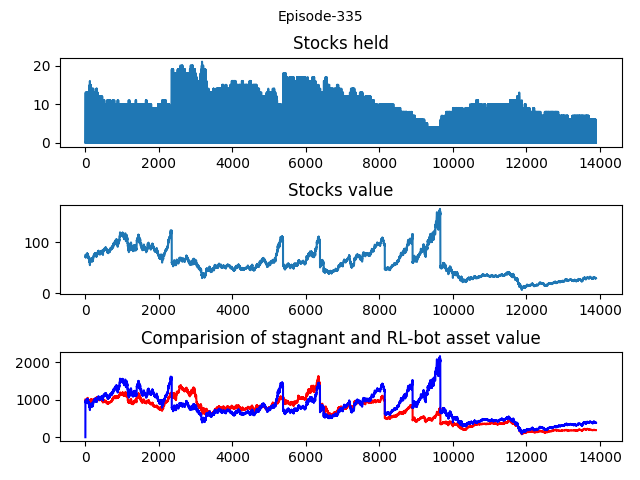 Episode-335
Stocks held
20
10
0
0 2000 4000 6000 8000 10000 12000 14000
Stocks value
100
0
0 2000 4000 6000 8000 10000 12000 14000
Comparision of stagnant and RL-bot asset value
2000
1000
0
0 2000 4000 6000 8000 10000 12000 14000